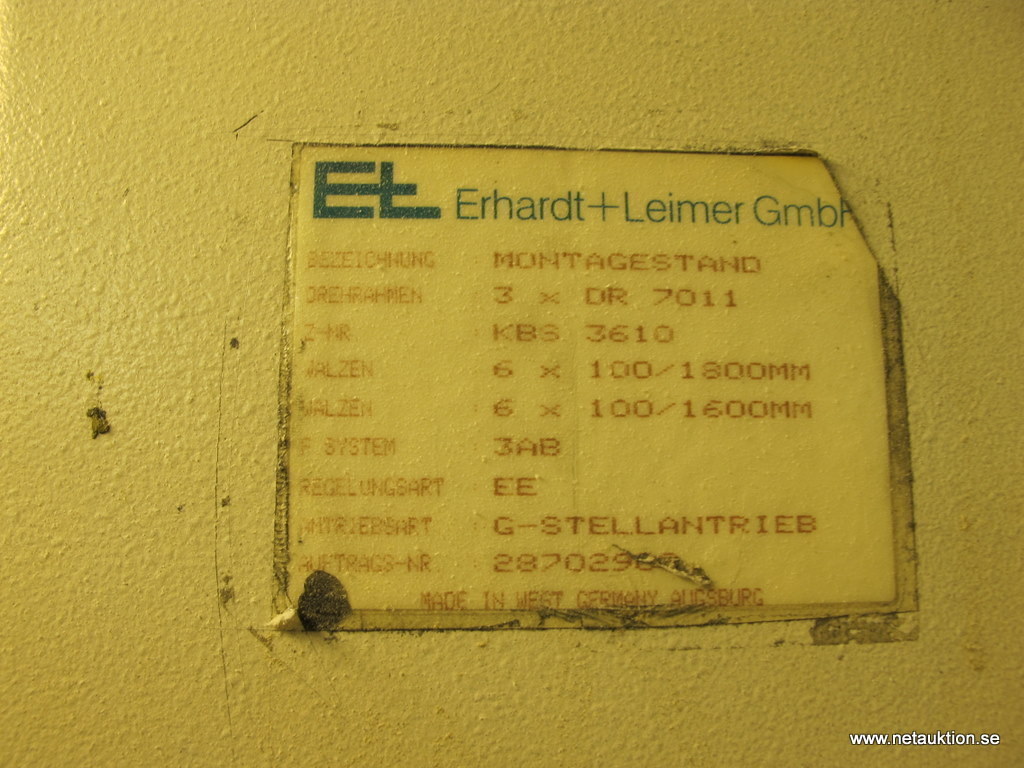 Et Erhardt+Leimer GmbH
BEZEICHNUNG : MONTAGESTAND
DREHRAHMEN : 3 x DR 7011
Z-NR : KBS 3610
WALZEN : 6 x 100/1800MM
WALZEN : 6 x 100/1600MM
F SYSTEM : 3AB
REGELUNGSART : EE
ANTRIEBSART : G-STELLANTRIEB
AUFTRAGS-NR :
MADE IN WEST GERMANY AUGSBURG
www.netauktion.se